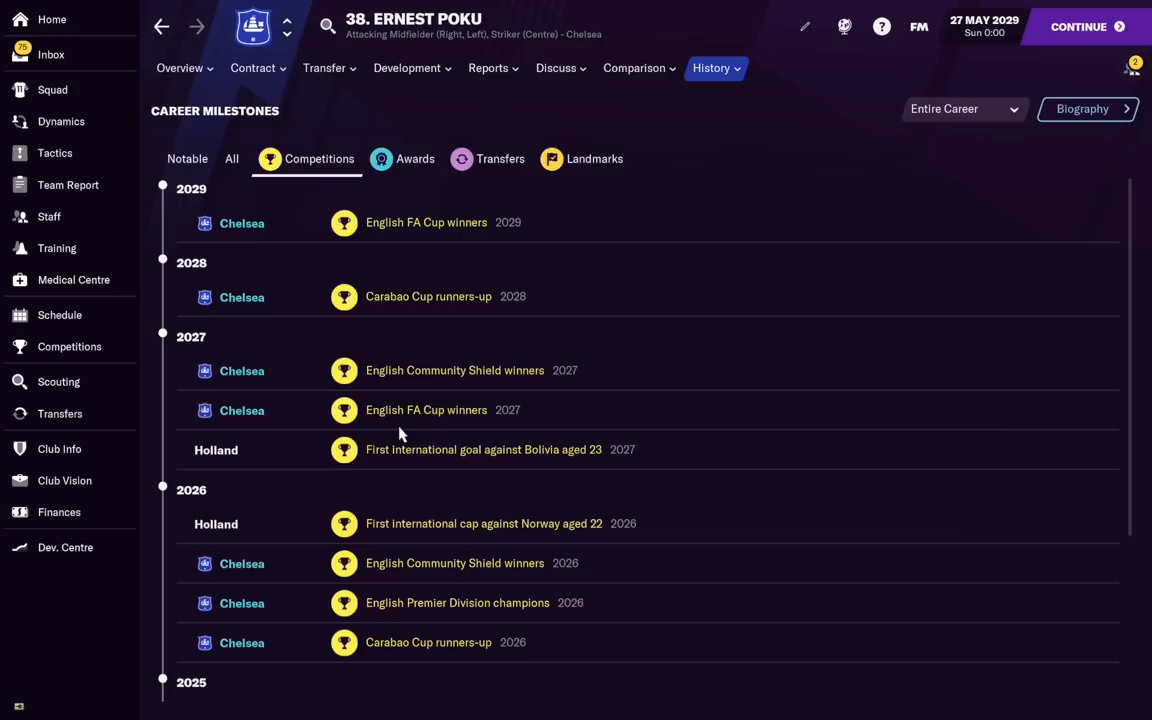 Home
75
Inbox
Squad
Dynamics
Tactics
Team Report
Staff
Training
Medical Centre
Schedule
Competitions
Scouting
Transfers
Club Info
Club Vision
Finances
Dev. Centre
38. ERNEST POKU
Attacking Midfielder (Right, Left), Striker (Centre) - Chelsea
?
FM
27 MAY 2029
Sun 0:00
CONTINUE
Overview
Contract
Transfer
Development
Reports
Discuss
Comparison
History
2
CAREER MILESTONES
Entire Career
Biography
Notable
All
Competitions
Awards
Transfers
Landmarks
2029
Chelsea English FA Cup winners 2029
2028
Chelsea Carabao Cup runners-up 2028
2027
Chelsea English Community Shield winners 2027
Chelsea English FA Cup winners 2027
Holland First international goal against Bolivia aged 23 2027
2026
Holland First international cap against Norway aged 22 2026
Chelsea English Community Shield winners 2026
Chelsea English Premier Division champions 2026
Chelsea Carabao Cup runners-up 2026
2025